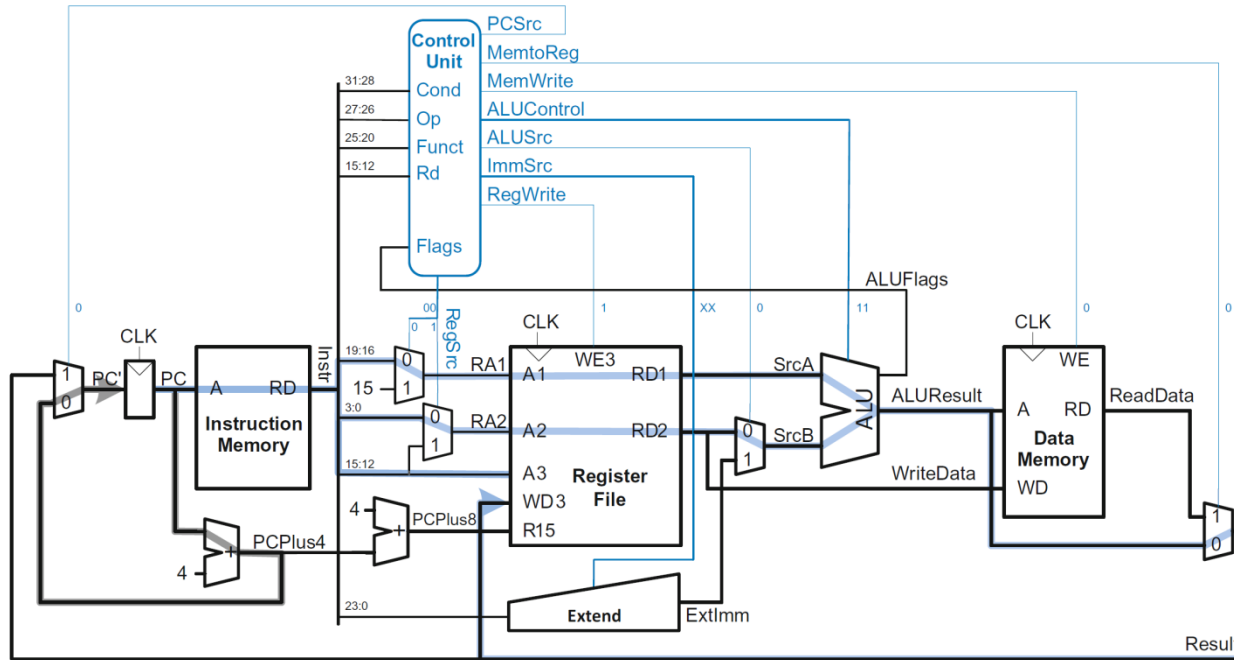 PCSrc
Control
Unit
MemtoReg
31:28
Cond
MemWrite
27:26
Op
ALUControl
25:20
Funct
ALUSrc
15:12
Rd
ImmSrc
RegWrite
Flags
ALUFlags
0
00
0 1
RegSrc
1
XX
0
11
0
0
CLK
CLK
CLK
1
0
PC'
PC
A
RD
Instruction
Memory
Instr
19:16
0
15
1
RA1
3:0
0
1
RA2
15:12
WE3
A1
RD1
A2
RD2
A3
Register
File
WD3
R15
SrcA
0
1
SrcB
ALU
ALUResult
WriteData
WE
A
RD
Data
Memory
WD
ReadData
1
0
4
+
PCPlus4
4
+
PCPlus8
23:0
Extend
ExtImm
Result